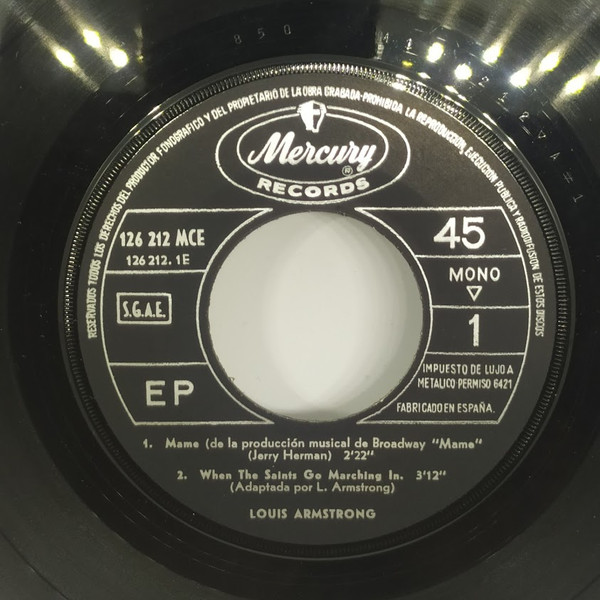 RESERVADOS TODOS LOS DERECHOS DEL PRODUCTOR FONOGRAFICO Y DEL PROPIETARIO DE LA OBRA GRABADA-PROHIBIDA LA REPRODUCCION, EJECUCION PUBLICA Y RADIODIFUSION DE ESTOS DISCOS
Mercury
®
RECORDS
126 212 MCE
126 212. 1E
S.G.A.E.
EP
45
MONO
1
IMPUESTO DE LUJO A
METALICO-PERMISO 6421
FABRICADO EN ESPAÑA.
1. Mame (de la producción musical de Broadway "Mame"
(Jerry Herman) 2'22"
2. When The Saints Go Marching In. 3'12"
(Adaptada por L. Armstrong)
LOUIS ARMSTRONG
850